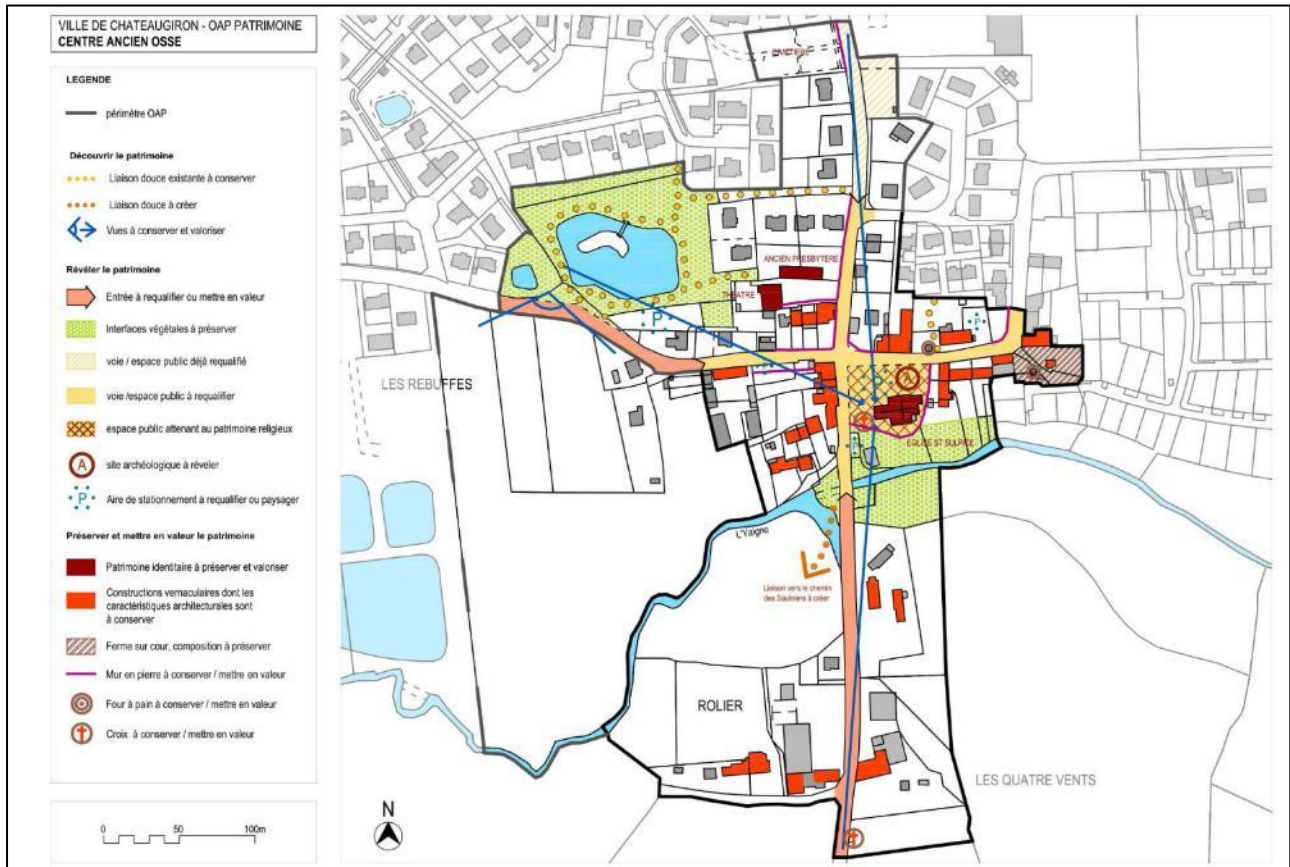 VILLE DE CHATEAUGIRON - OAP PATRIMOINE
CENTRE ANCIEN OSSE
LEGENDE
périmètre OAP
Découvrir le patrimoine
Liaison douce existante à conserver
Liaison douce à créer
Vues à conserver et valoriser
Révéler le patrimoine
Entrée à requalifier ou mettre en valeur
Interfaces végétales à préserver
voie / espace public déjà requalifié
voie /espace public à requalifier
espace public attenant au patrimoine religieux
A
site archéologique à révéler
P
Aire de stationnement à requalifier ou paysager
Préserver et mettre en valeur le patrimoine
Patrimoine identitaire à préserver et valoriser
Constructions vernaculaires dont les
caractéristiques architecturales sont
à conserver
Ferme sur cour, composition à préserver
Mur en pierre à conserver / mettre en valeur
Four à pain à conserver / mettre en valeur
Croix à conserver / mettre en valeur
0 50 100m
N
CIMETIERE
ANCIEN PRESBYTERE
THEATRE
P
P
LES REBUFFES
P
A
EGLISE ST SULPICE
P
L'Yaigne
Liaison vers le chemin
des Saulniers à créer
ROLIER
LES QUATRE VENTS